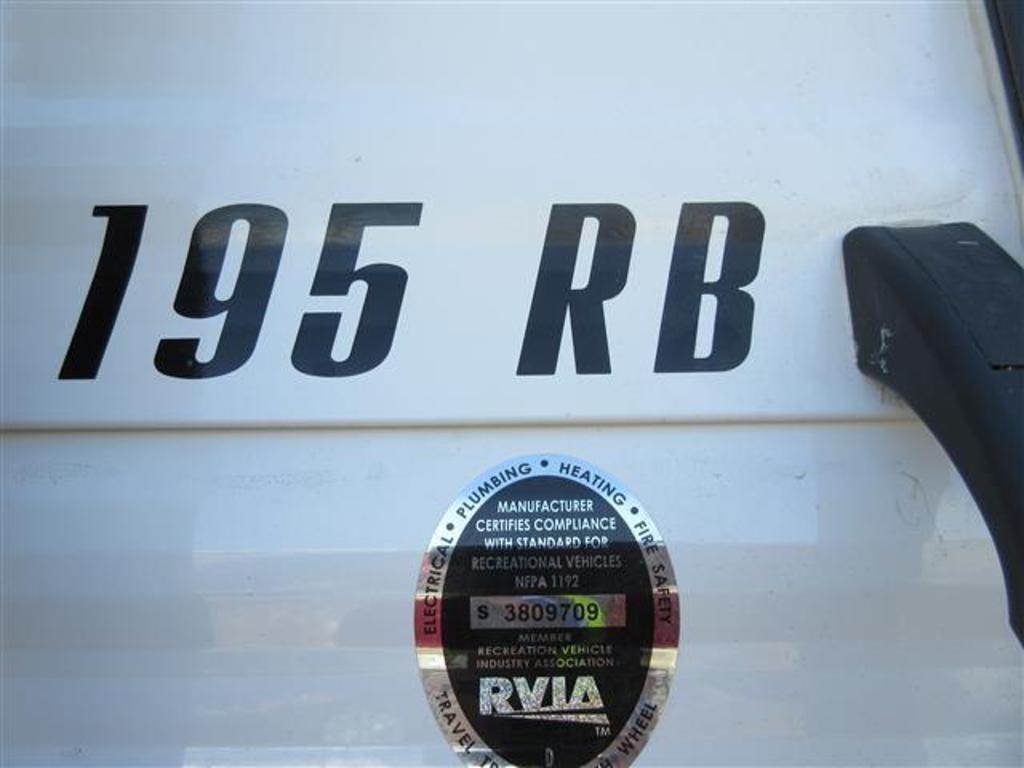 195 RB
ELECTRICAL • PLUMBING • HEATING • FIRE SAFETY
MANUFACTURER
CERTIFIES COMPLIANCE
WITH STANDARD FOR
RECREATIONAL VEHICLES
NFPA 1192
S 3809709
MEMBER
RECREATION VEHICLE
INDUSTRY ASSOCIATION
RVIA
TM
TRAVEL WHEEL
D